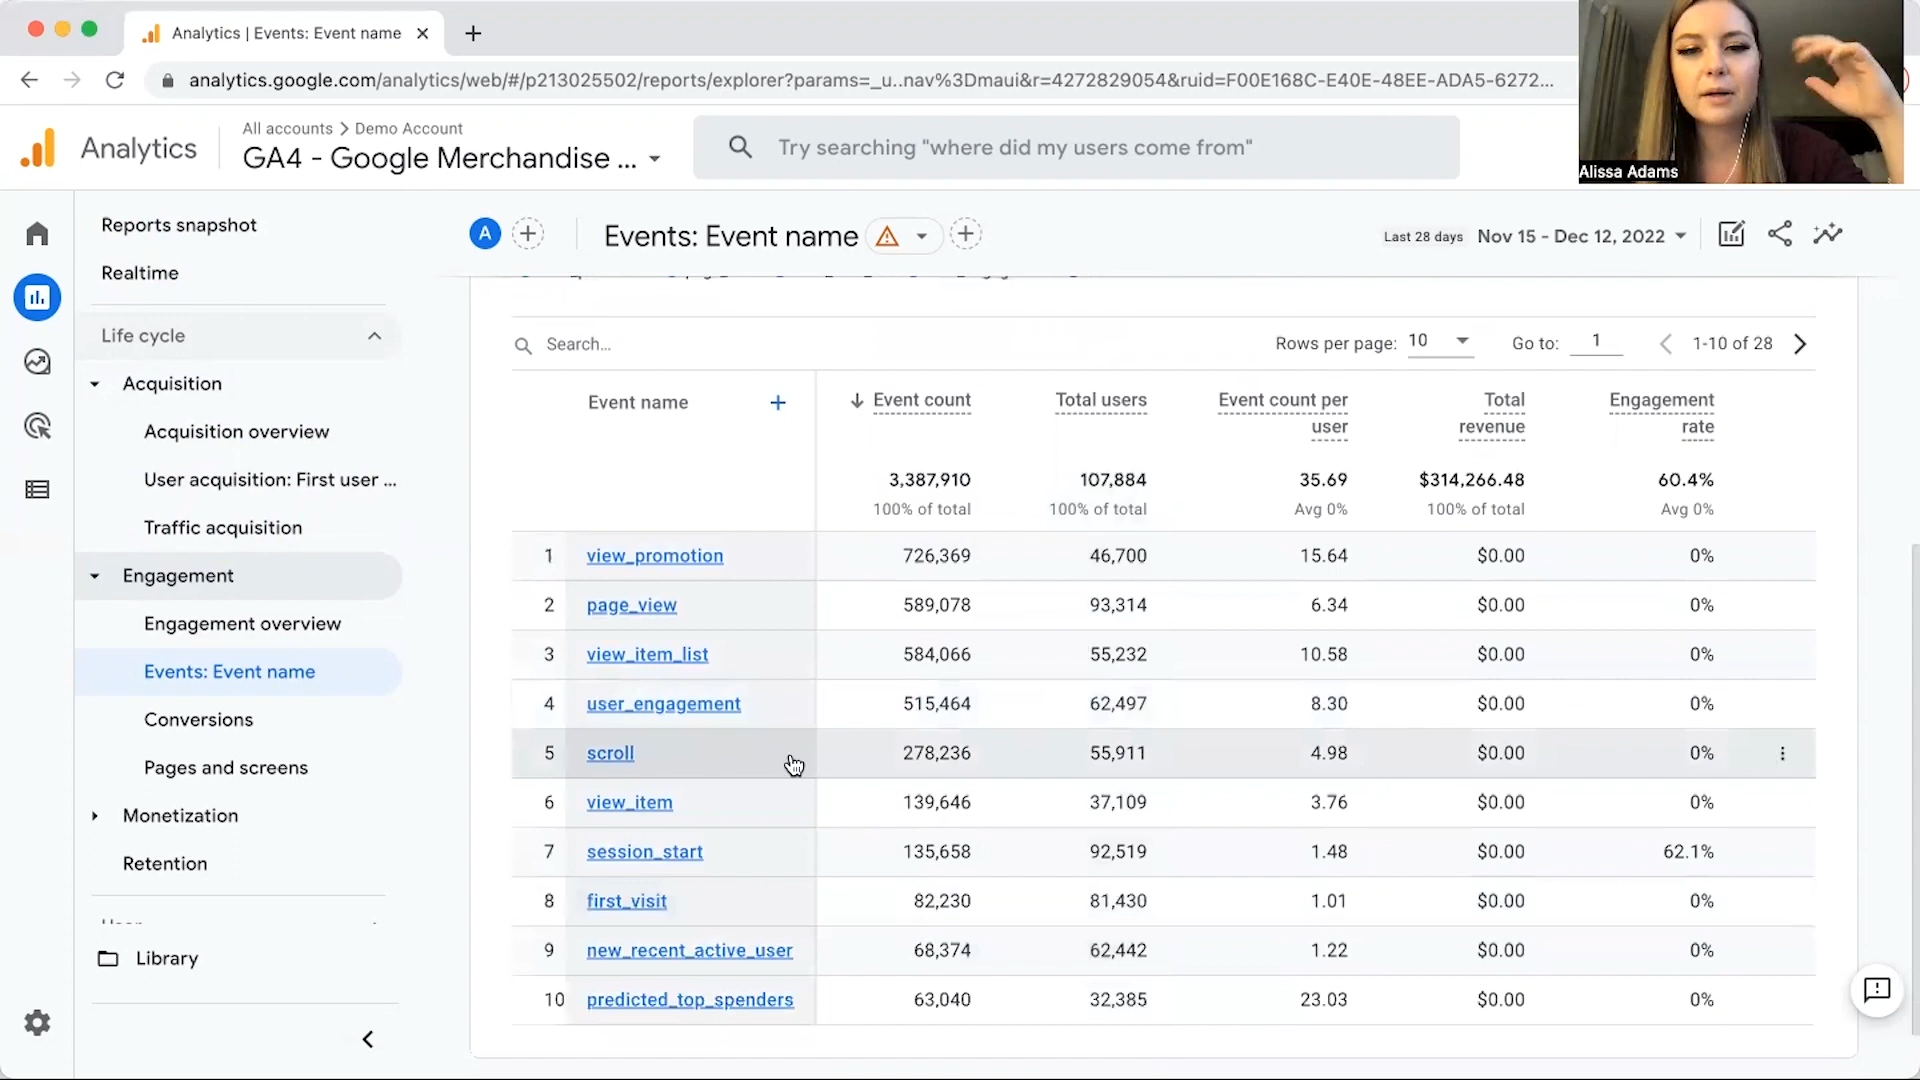 Analytics | Events: Event name
analytics.google.com/analytics/web/#/p213025502/reports/explorer?params=_u..nav%3Dmaui&r=4272829054&ruid=F00E168C-E40E-48EE-ADA5-6272...
Alissa Adams
Analytics
All accounts > Demo Account
GA4 - Google Merchandise ...
Try searching "where did my users come from"
Reports snapshot
Realtime
Life cycle
Acquisition
Acquisition overview
User acquisition: First user ...
Traffic acquisition
Engagement
Engagement overview
Events: Event name
Conversions
Pages and screens
Monetization
Retention
Library
A
Events: Event name
Last 28 days Nov 15 - Dec 12, 2022
Search...
Rows per page: 10 Go to: 1 1-10 of 28
Event name + Event count Total users Event count per user Total revenue Engagement rate
3,387,910 107,884 35.69 $314,266.48 60.4%
100% of total 100% of total Avg 0% 100% of total Avg 0%
1 view_promotion 726,369 46,700 15.64 $0.00 0%
2 page_view 589,078 93,314 6.34 $0.00 0%
3 view_item_list 584,066 55,232 10.58 $0.00 0%
4 user_engagement 515,464 62,497 8.30 $0.00 0%
5 scroll 278,236 55,911 4.98 $0.00 0%
6 view_item 139,646 37,109 3.76 $0.00 0%
7 session_start 135,658 92,519 1.48 $0.00 62.1%
8 first_visit 82,230 81,430 1.01 $0.00 0%
9 new_recent_active_user 68,374 62,442 1.22 $0.00 0%
10 predicted_top_spenders 63,040 32,385 23.03 $0.00 0%